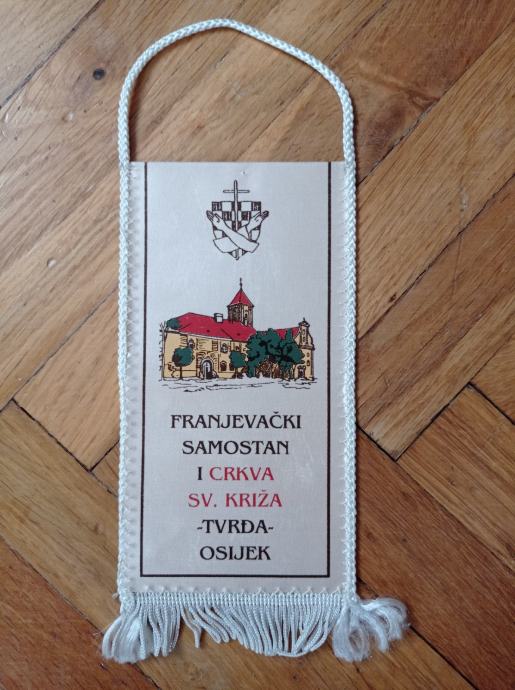 FRANJEVAČKI
SAMOSTAN
I CRKVA
SV. KRIŽA
-TVRĐA-
OSIJEK